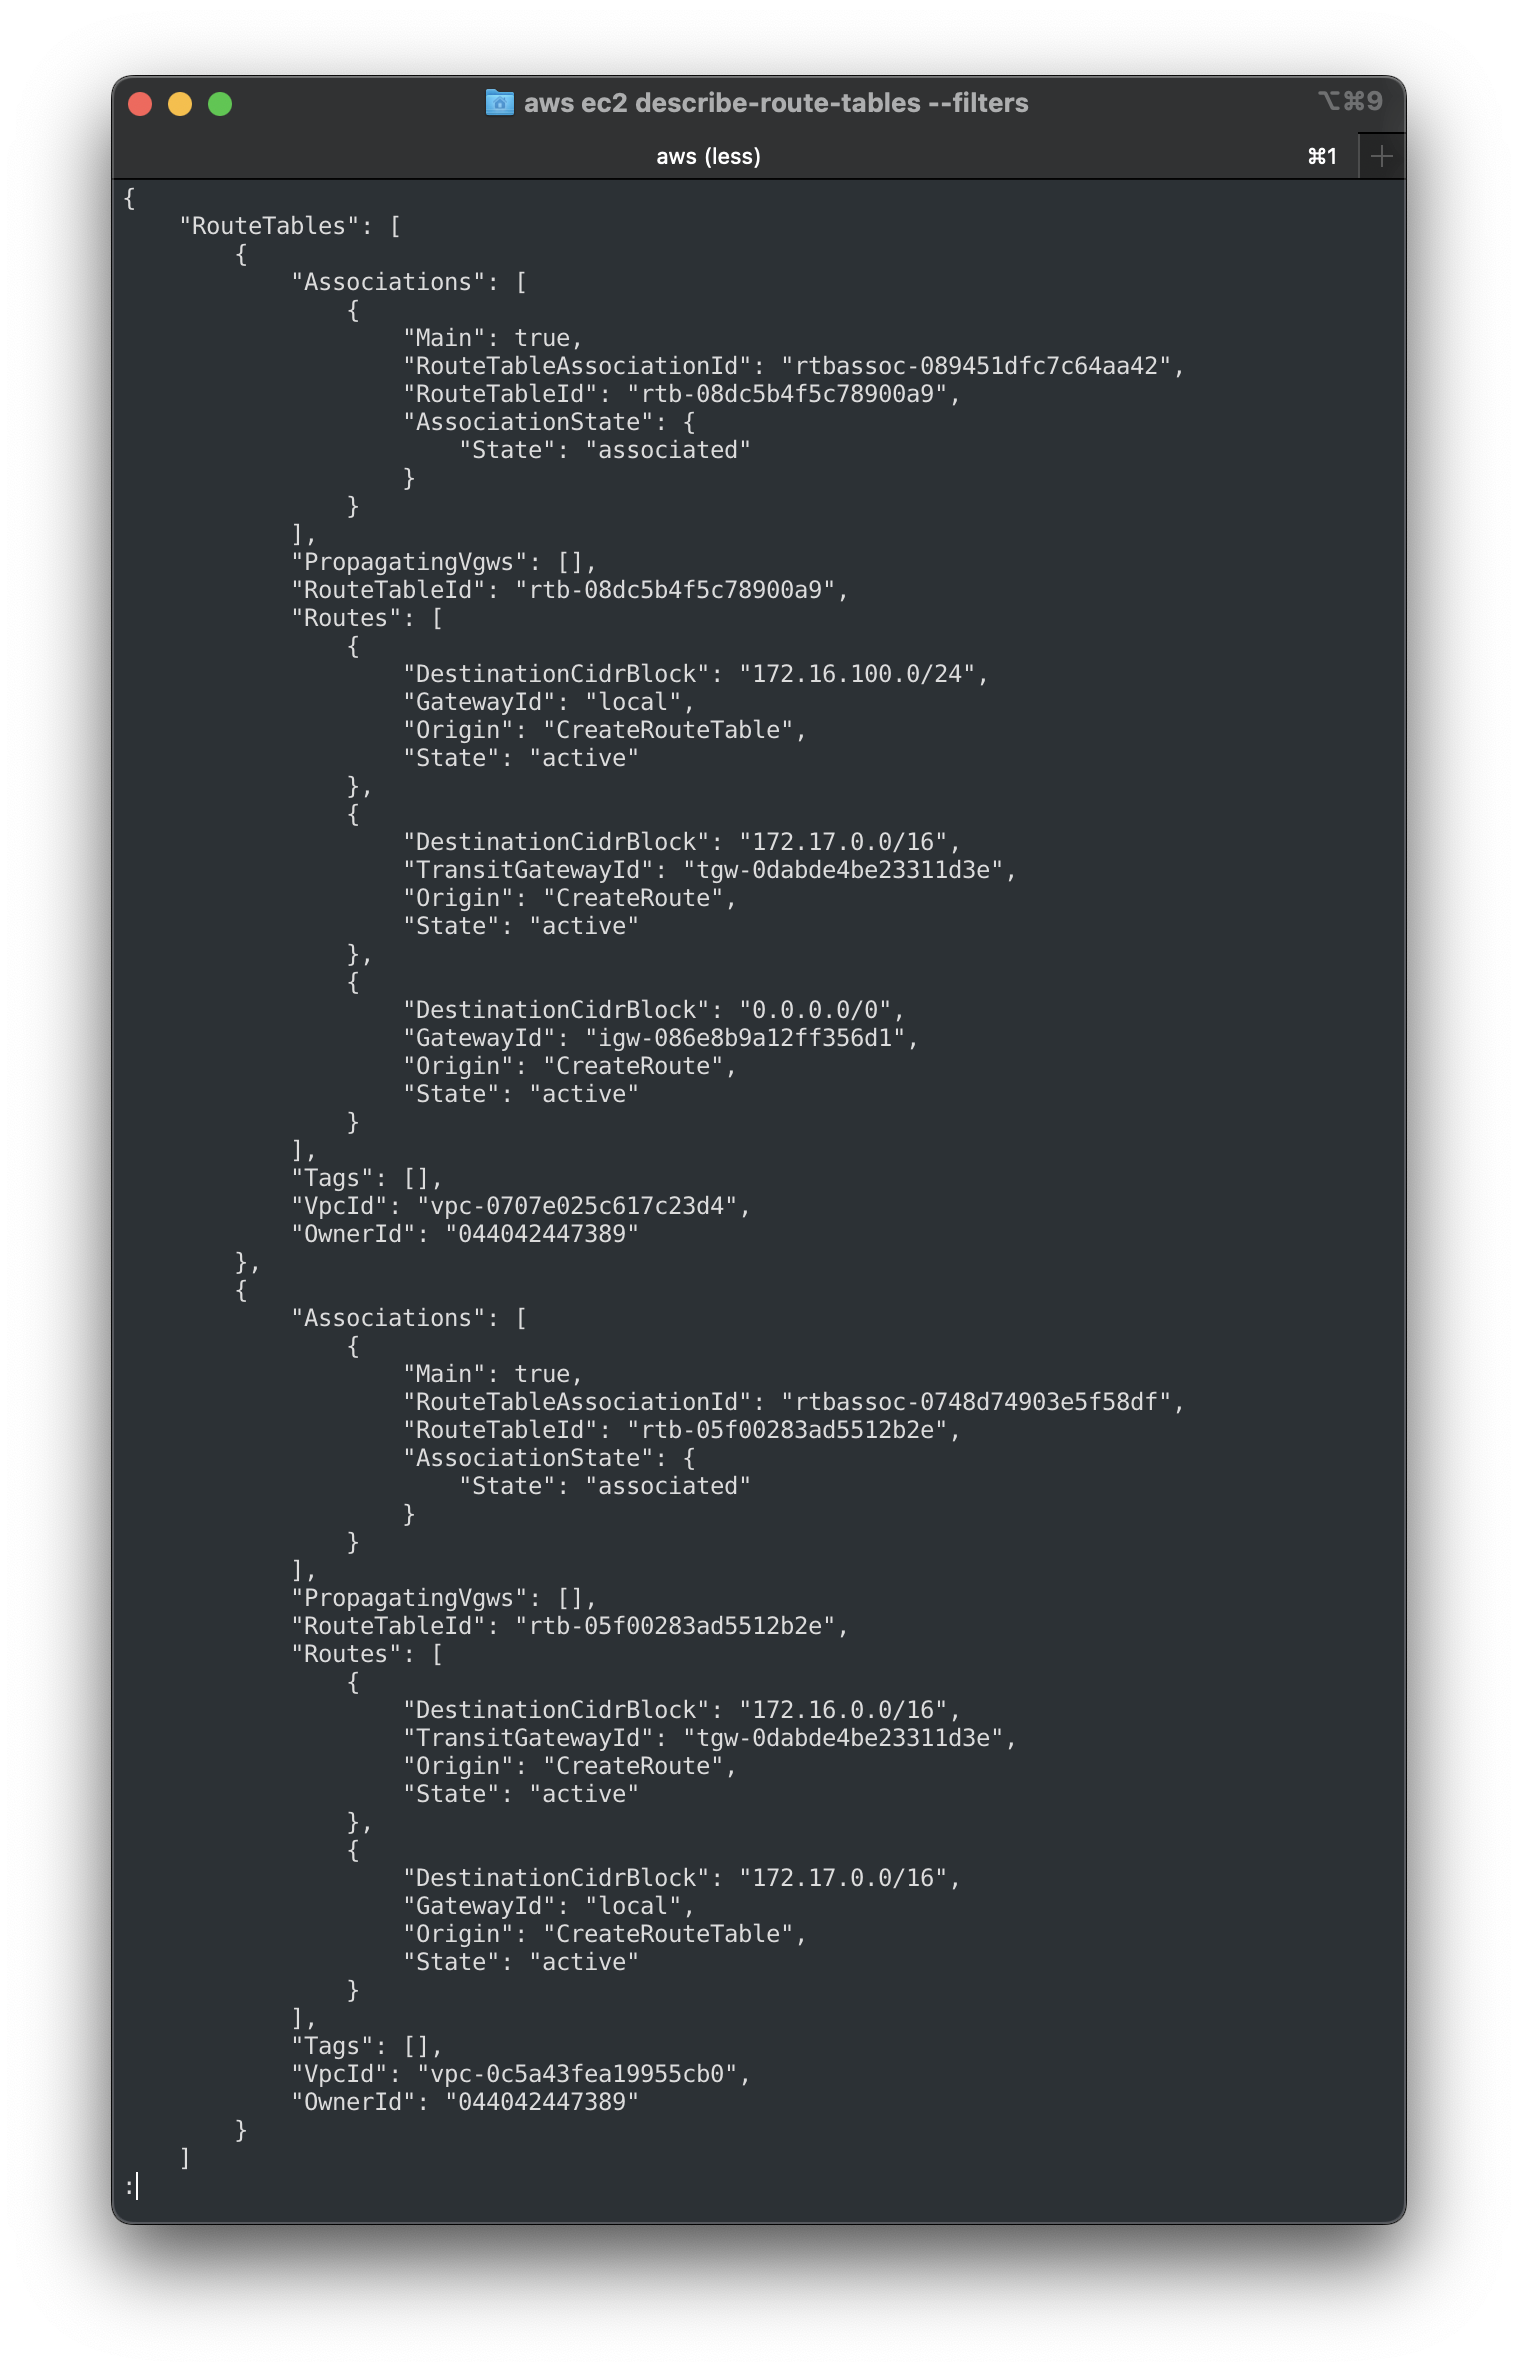 aws ec2 describe-route-tables --filters ⌥⌘9
aws (less) ⌘1
{
    "RouteTables": [
        {
            "Associations": [
                {
                    "Main": true,
                    "RouteTableAssociationId": "rtbassoc-089451dfc7c64aa42",
                    "RouteTableId": "rtb-08dc5b4f5c78900a9",
                    "AssociationState": {
                        "State": "associated"
                    }
                }
            ],
            "PropagatingVgws": [],
            "RouteTableId": "rtb-08dc5b4f5c78900a9",
            "Routes": [
                {
                    "DestinationCidrBlock": "172.16.100.0/24",
                    "GatewayId": "local",
                    "Origin": "CreateRouteTable",
                    "State": "active"
                },
                {
                    "DestinationCidrBlock": "172.17.0.0/16",
                    "TransitGatewayId": "tgw-0dabde4be23311d3e",
                    "Origin": "CreateRoute",
                    "State": "active"
                },
                {
                    "DestinationCidrBlock": "0.0.0.0/0",
                    "GatewayId": "igw-086e8b9a12ff356d1",
                    "Origin": "CreateRoute",
                    "State": "active"
                }
            ],
            "Tags": [],
            "VpcId": "vpc-0707e025c617c23d4",
            "OwnerId": "044042447389"
        },
        {
            "Associations": [
                {
                    "Main": true,
                    "RouteTableAssociationId": "rtbassoc-0748d74903e5f58df",
                    "RouteTableId": "rtb-05f00283ad5512b2e",
                    "AssociationState": {
                        "State": "associated"
                    }
                }
            ],
            "PropagatingVgws": [],
            "RouteTableId": "rtb-05f00283ad5512b2e",
            "Routes": [
                {
                    "DestinationCidrBlock": "172.16.0.0/16",
                    "TransitGatewayId": "tgw-0dabde4be23311d3e",
                    "Origin": "CreateRoute",
                    "State": "active"
                },
                {
                    "DestinationCidrBlock": "172.17.0.0/16",
                    "GatewayId": "local",
                    "Origin": "CreateRouteTable",
                    "State": "active"
                }
            ],
            "Tags": [],
            "VpcId": "vpc-0c5a43fea19955cb0",
            "OwnerId": "044042447389"
        }
    ]
: